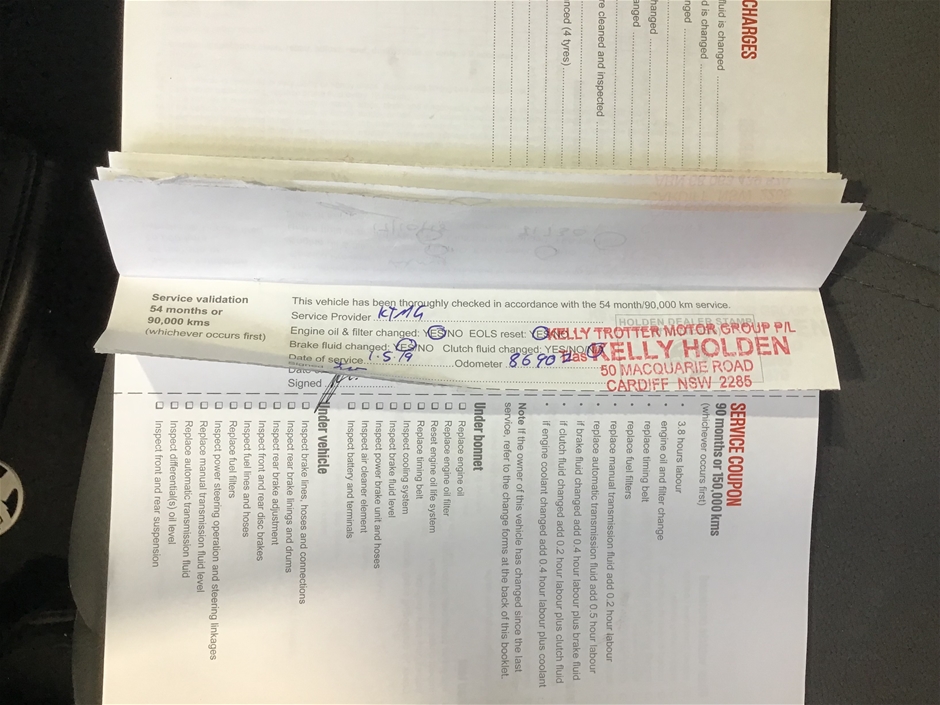 CHARGES
fluid is changed
d is changed
nged
hanged
anged
re cleaned and inspected
nced (4 tyres)
Service validation
54 months or
90,000 kms
(whichever occurs first)
This vehicle has been thoroughly checked in accordance with the 54 month/90,000 km service.
Service Provider KTMG
Engine oil & filter changed: YES/NO EOLS reset:
Brake fluid changed: YES/NO Clutch fluid changed: YES/NO
Date of service 1.5.19 Odometer
Signed
HOLDEN DEALER STAMP
KELLY TROTTER MOTOR GROUP P/L
KELLY HOLDEN
50 MACQUARIE ROAD
CARDIFF NSW 2285
SERVICE COUPON
90 months or 150,000 kms
(whichever occurs first)
• 3.8 hours labour
• engine oil and filter change
• replace timing belt
• replace fuel filters
• replace manual transmission fluid add 0.2 hour labour
• replace automatic transmission fluid add 0.5 hour labour
• if brake fluid changed add 0.4 hour labour plus brake fluid
• if clutch fluid changed add 0.2 hour labour plus clutch fluid
• if engine coolant changed add 0.4 hour labour plus coolant
Note If the owner of this vehicle has changed since the last
service, refer to the change forms at the back of this booklet.
Under bonnet
❑ Replace engine oil
❑ Replace engine oil filter
❑ Reset engine oil life system
❑ Replace timing belt
❑ Inspect cooling system
❑ Inspect brake fluid level
❑ Inspect power brake unit and hoses
❑ Inspect air cleaner element
❑ Inspect battery and terminals
Under vehicle
❑ Inspect brake lines, hoses and connections
❑ Inspect rear brake linings and drums
❑ Inspect rear brake adjustment
❑ Inspect front and rear disc brakes
❑ Inspect fuel lines and hoses
❑ Replace fuel filters
❑ Inspect power steering operation and steering linkages
❑ Replace manual transmission fluid level
❑ Replace automatic transmission fluid
❑ Inspect differential(s) oil level
❑ Inspect front and rear suspension